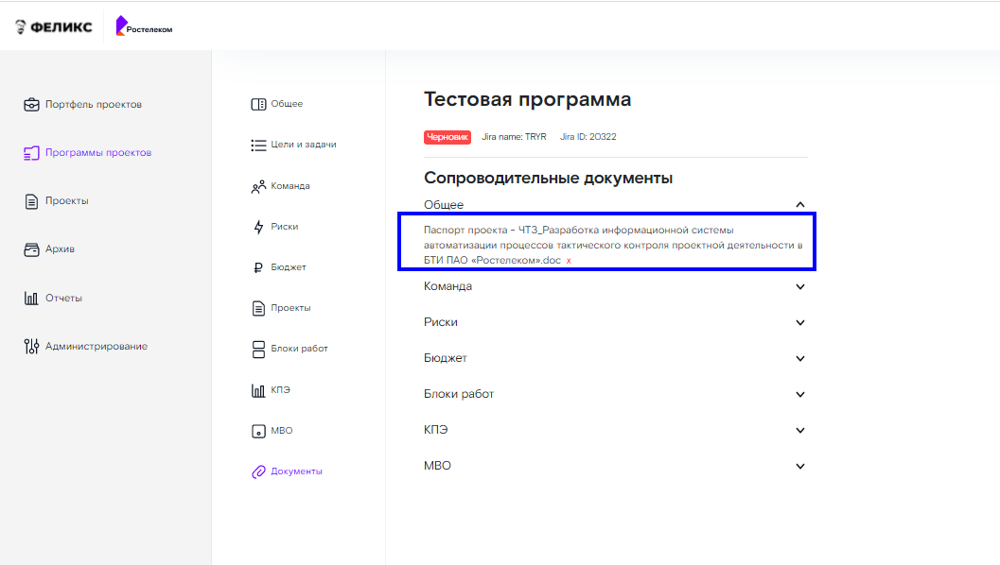 ФЕЛИКС
Ростелеком
Портфель проектов
Программы проектов
Проекты
Архив
Отчеты
Администрирование
Общее
Цели и задачи
Команда
Риски
Бюджет
Проекты
Блоки работ
КПЭ
МВО
Документы
Тестовая программа
Черновик Jira name: TRYR Jira ID: 20322
Сопроводительные документы
Общее
Паспорт проекта - ЧТЗ_Разработка информационной системы
автоматизации процессов тактического контроля проектной деятельности в
БТИ ПАО «Ростелеком».doc x
Команда
Риски
Бюджет
Блоки работ
КПЭ
МВО